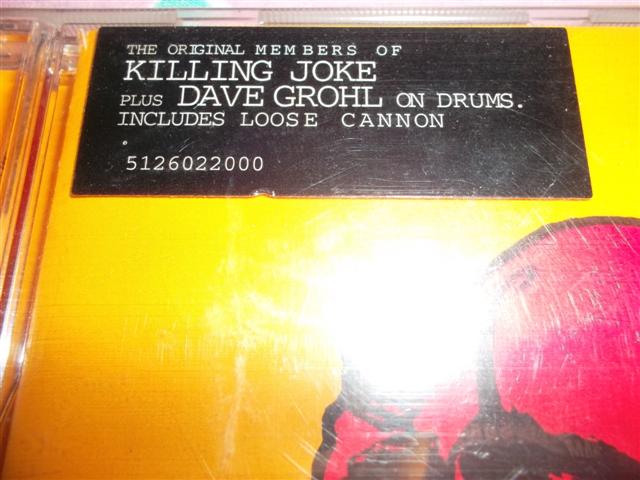 THE ORIGINAL MEMBERS OF
KILLING JOKE
PLUS DAVE GROHL ON DRUMS.
INCLUDES LOOSE CANNON
.
5126022000